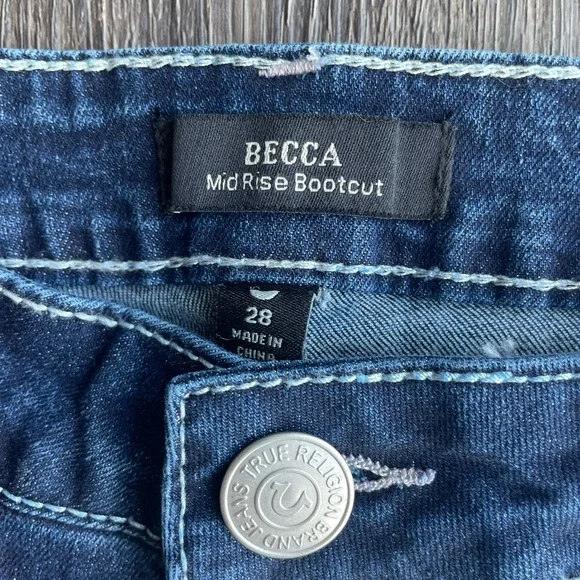 BECCA
Mid Rise Bootcut
28
MADE IN
CHINA
TRUE RELIGION BRAND JEANS